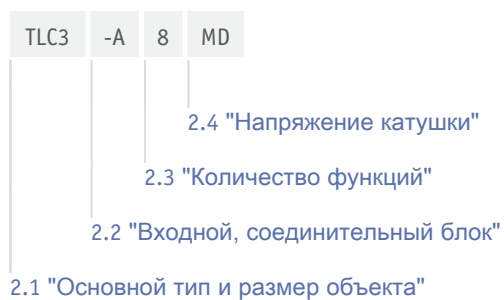 TLC3 -A 8 MD
2.4 "Напряжение катушки"
2.3 "Количество функций"
2.2 "Входной, соединительный блок"
2.1 "Основной тип и размер объекта"